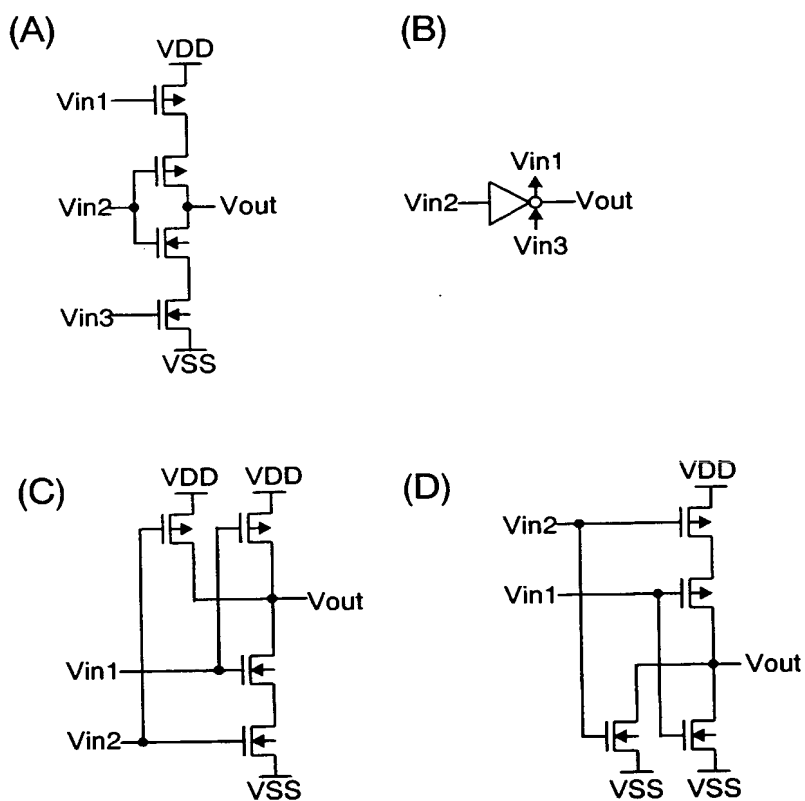 (A)
VDD
Vin1
Vin2
Vout
Vin3
VSS
(B)
Vin1
Vin2
Vout
Vin3
(C)
VDD
VDD
Vout
Vin1
Vin2
VSS
(D)
VDD
Vin2
Vin1
Vout
VSS
VSS